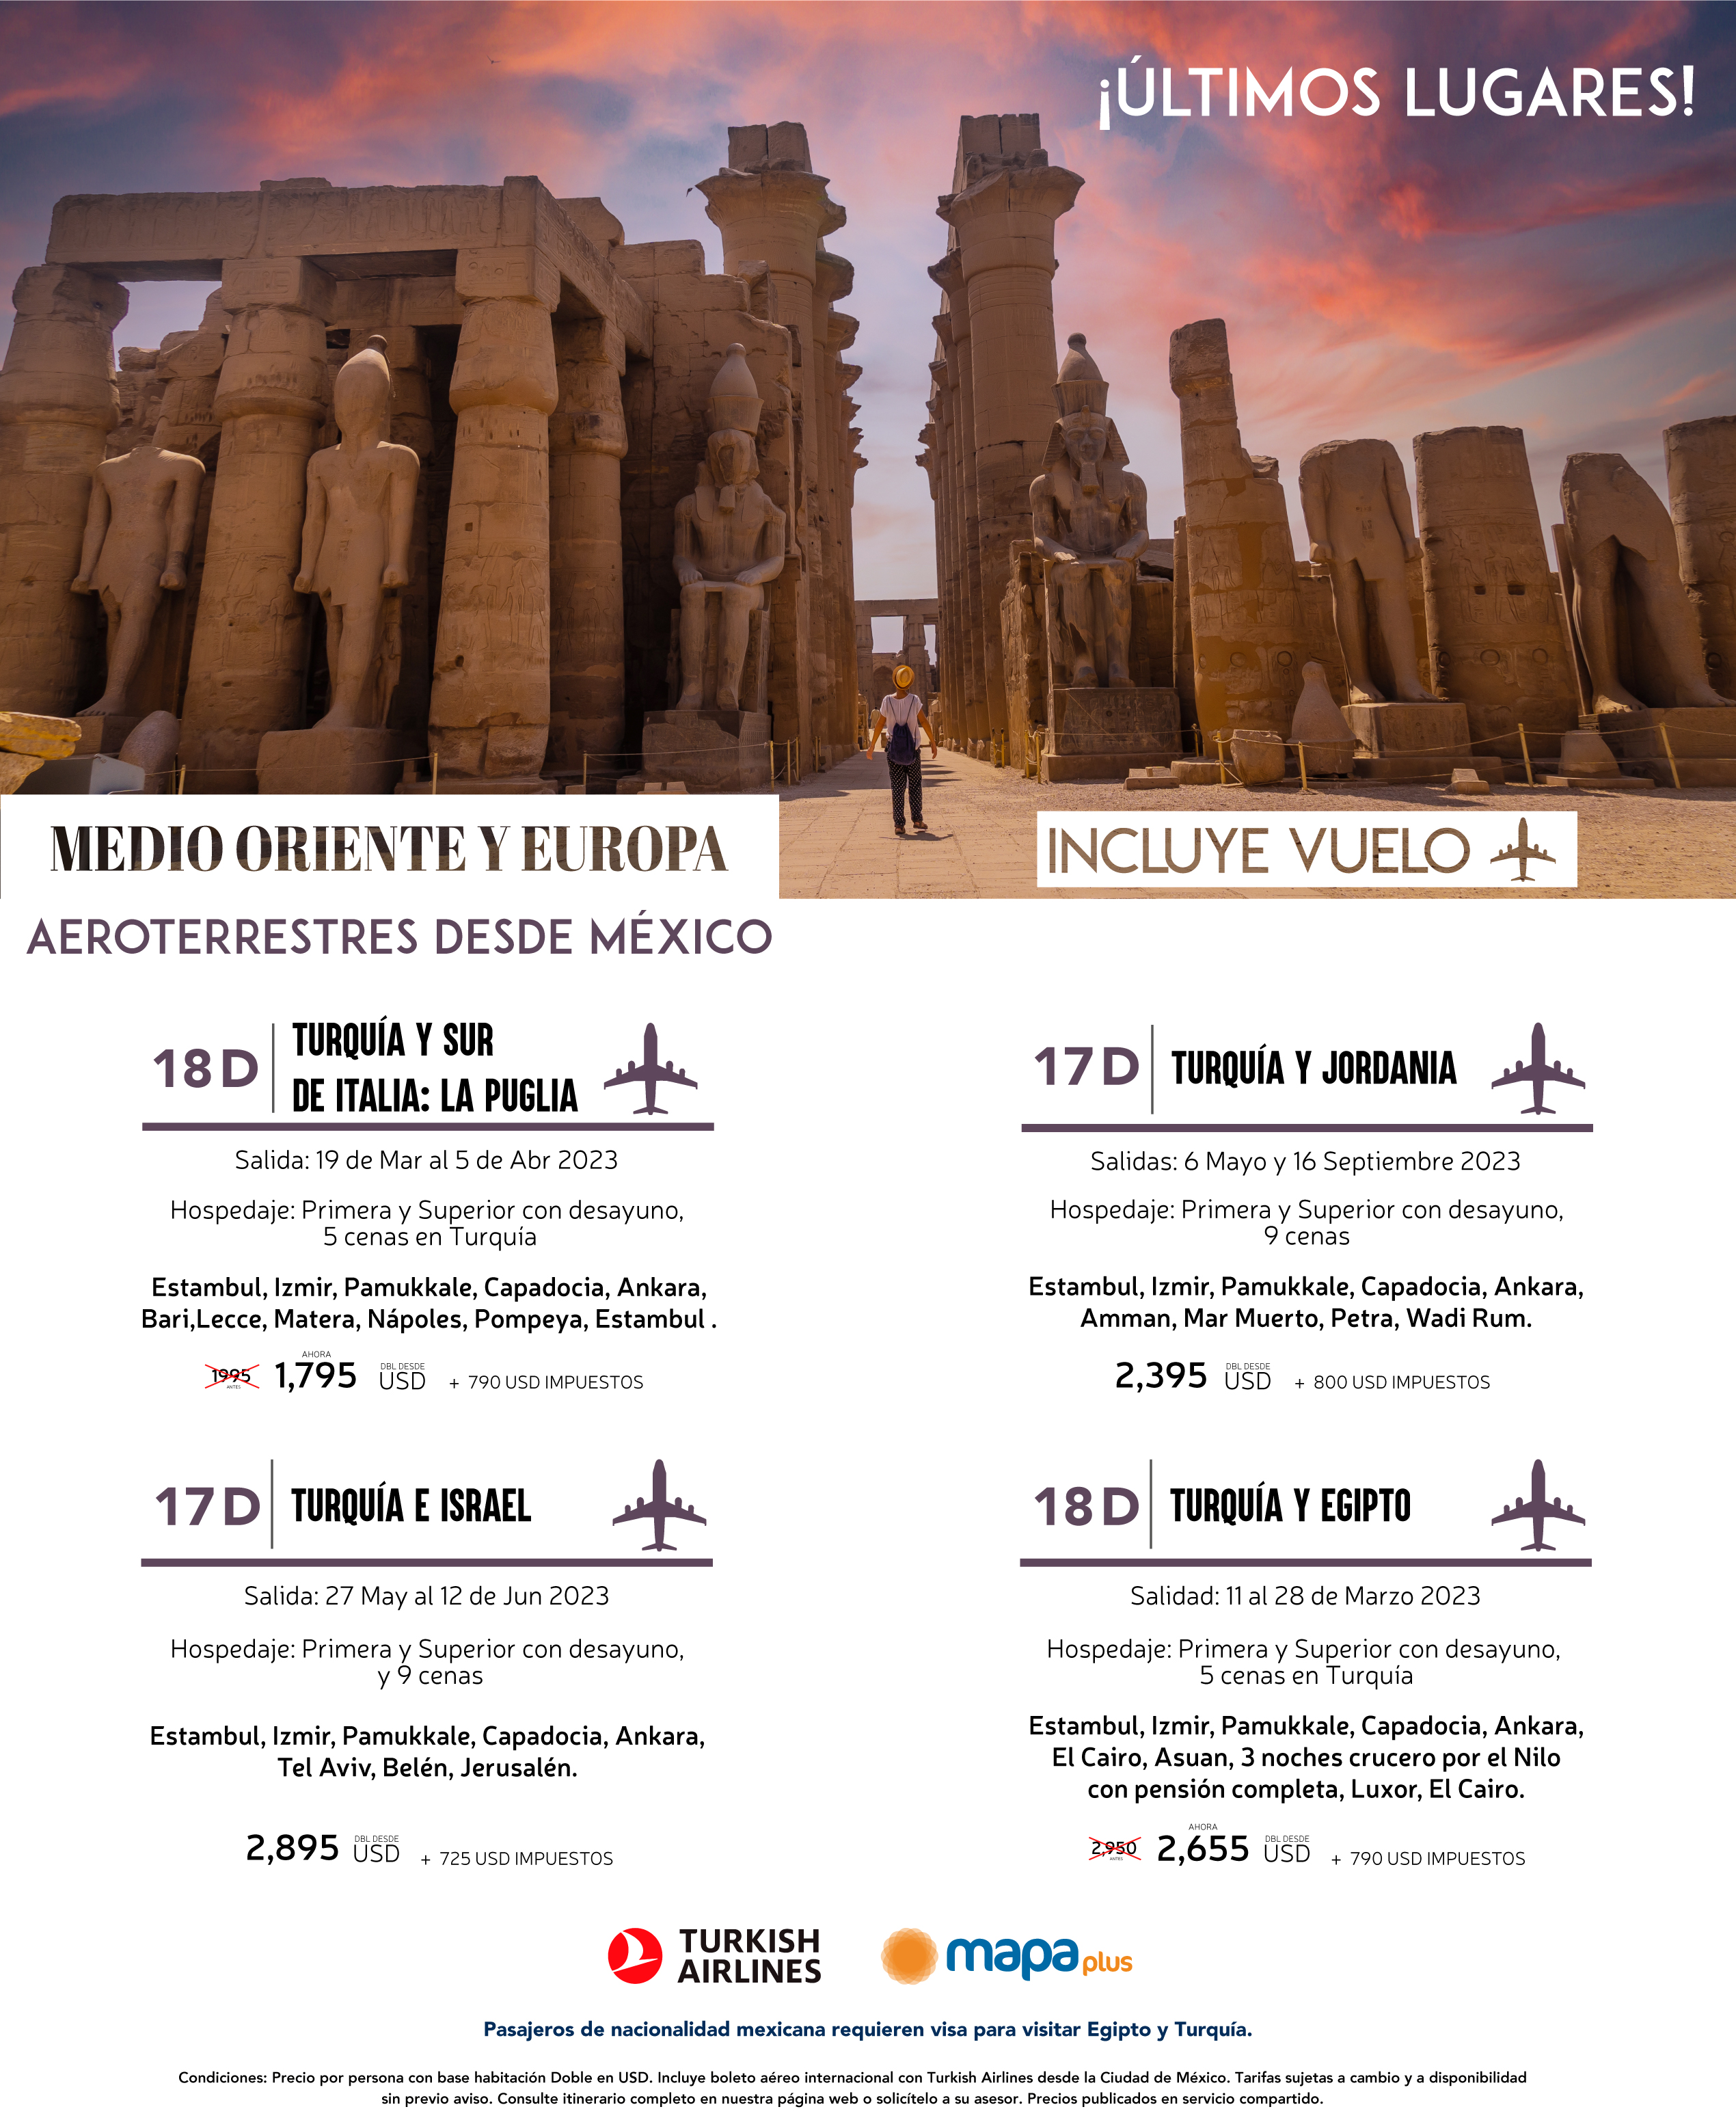 ¡ÚLTIMOS LUGARES!
MEDIO ORIENTE Y EUROPA
INCLUYE VUELO
AEROTERRESTRES DESDE MÉXICO
18D
TURQUÍA Y SUR
DE ITALIA: LA PUGLIA
Salida: 19 de Mar al 5 de Abr 2023
Hospedaje: Primera y Superior con desayuno,
5 cenas en Turquía
Estambul, Izmir, Pamukkale, Capadocia, Ankara,
Bari,Lecce, Matera, Nápoles, Pompeya, Estambul .
1995
ANTES
AHORA
1,795
DBL DESDE
USD
+ 790 USD IMPUESTOS
17D
TURQUÍA Y JORDANIA
Salidas: 6 Mayo y 16 Septiembre 2023
Hospedaje: Primera y Superior con desayuno,
9 cenas
Estambul, Izmir, Pamukkale, Capadocia, Ankara,
Amman, Mar Muerto, Petra, Wadi Rum.
2,395
DBL DESDE
USD
+ 800 USD IMPUESTOS
17D
TURQUÍA E ISRAEL
Salida: 27 May al 12 de Jun 2023
Hospedaje: Primera y Superior con desayuno,
y 9 cenas
Estambul, Izmir, Pamukkale, Capadocia, Ankara,
Tel Aviv, Belén, Jerusalén.
2,895
DBL DESDE
USD
+ 725 USD IMPUESTOS
18D
TURQUÍA Y EGIPTO
Salidad: 11 al 28 de Marzo 2023
Hospedaje: Primera y Superior con desayuno,
5 cenas en Turquía
Estambul, Izmir, Pamukkale, Capadocia, Ankara,
El Cairo, Asuan, 3 noches crucero por el Nilo
con pensión completa, Luxor, El Cairo.
2,950
ANTES
AHORA
2,655
DBL DESDE
USD
+ 790 USD IMPUESTOS
TURKISH
AIRLINES
mapa plus
Pasajeros de nacionalidad mexicana requieren visa para visitar Egipto y Turquía.
Condiciones: Precio por persona con base habitación Doble en USD. Incluye boleto aéreo internacional con Turkish Airlines desde la Ciudad de México. Tarifas sujetas a cambio y a disponibilidad
sin previo aviso. Consulte itinerario completo en nuestra página web o solicítelo a su asesor. Precios publicados en servicio compartido.